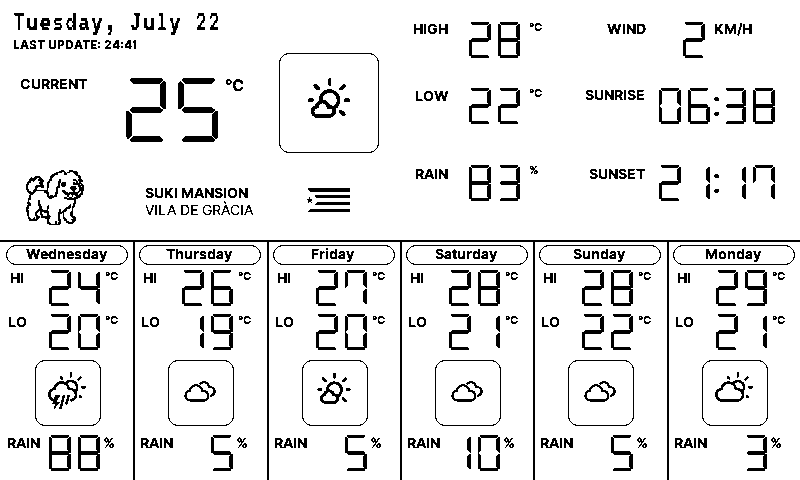 Tuesday, July 22
LAST UPDATE: 24:41
CURRENT 25 °C
HIGH 28 °C
WIND 2 KM/H
LOW 22 °C
SUNRISE 06:38
RAIN 83 %
SUNSET 21:17
SUKI MANSION
VILA DE GRÀCIA
Wednesday
HI 24 °C
LO 20 °C
RAIN 88 %
Thursday
HI 26 °C
LO 19 °C
RAIN 5 %
Friday
HI 27 °C
LO 20 °C
RAIN 5 %
Saturday
HI 28 °C
LO 21 °C
RAIN 10 %
Sunday
HI 28 °C
LO 22 °C
RAIN 5 %
Monday
HI 29 °C
LO 21 °C
RAIN 3 %